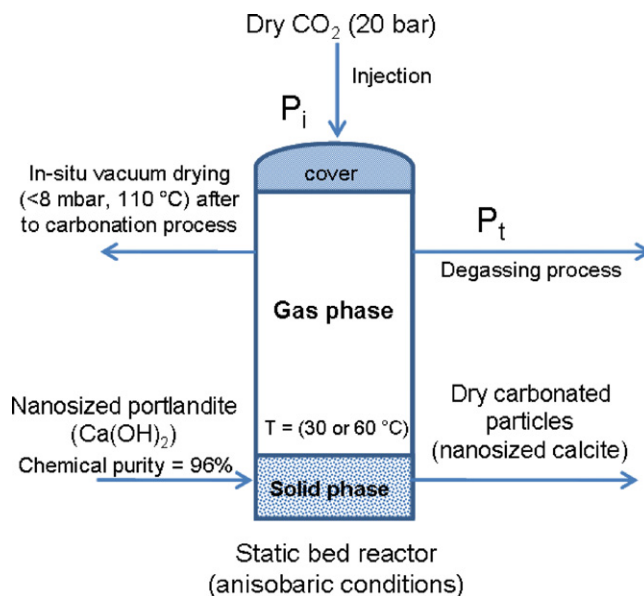 Dry CO₂ (20 bar)
Injection
Pᵢ
cover
In-situ vacuum drying
(<8 mbar, 110 °C) after
to carbonation process
Pₜ
Degassing process
Gas phase
Nanosized portlandite
(Ca(OH)₂)
Chemical purity = 96%
T = (30 or 60 °C)
Dry carbonated
particles
(nanosized calcite)
Solid phase
Static bed reactor
(anisobaric conditions)